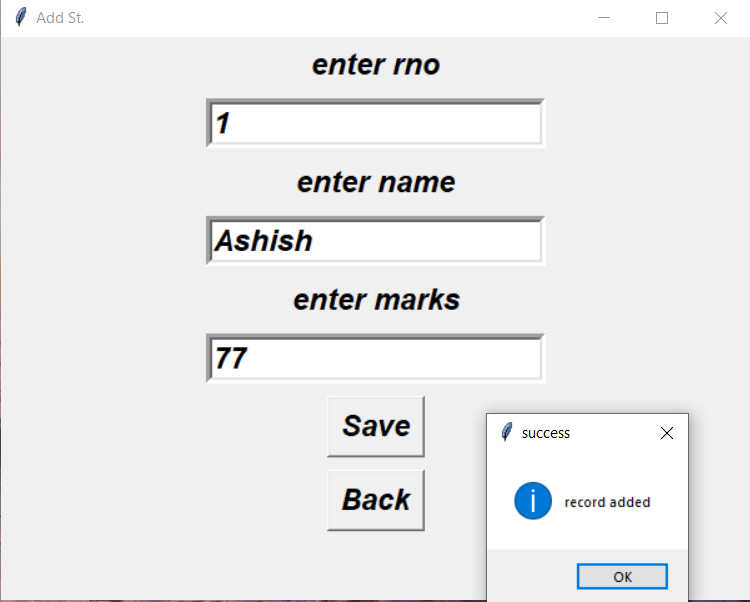 Add St.
enter rno
1
enter name
Ashish
enter marks
77
Save
Back
success
record added
OK